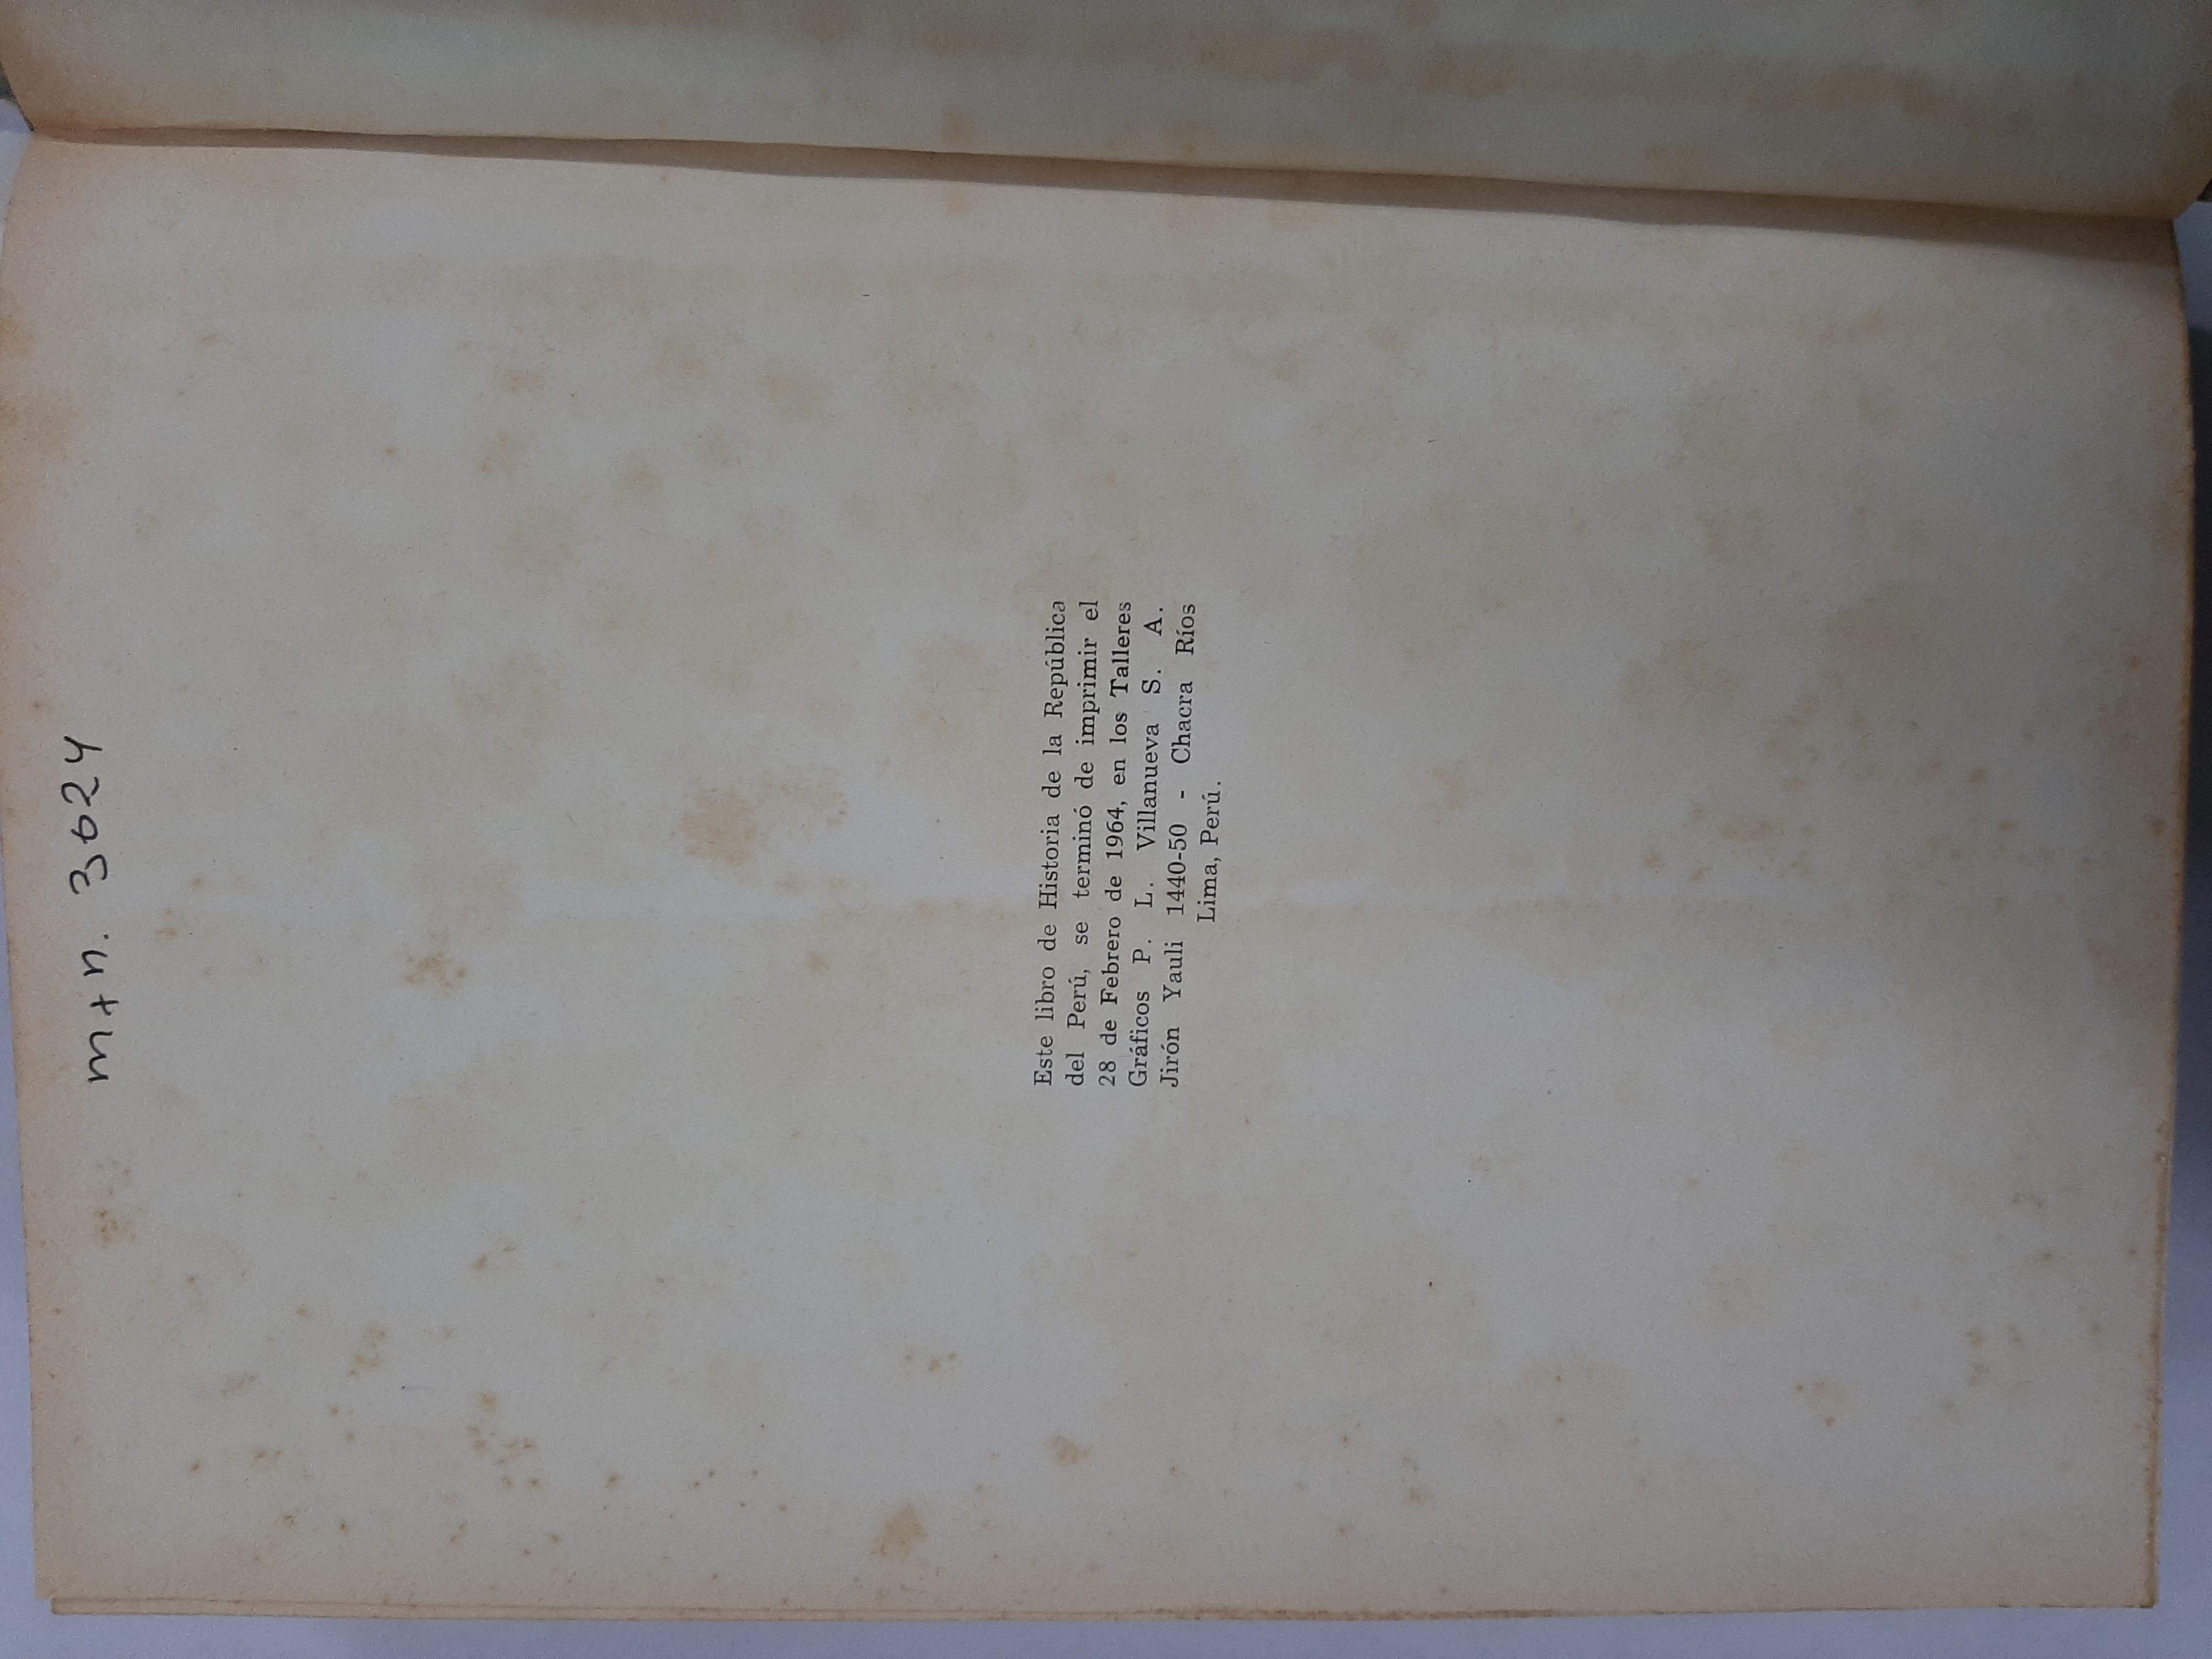 m+n. 3624
Este libro de Historia de la República
del Perú, se terminó de imprimir el
28 de Febrero de 1964, en los Talleres
Gráficos P. L. Villanueva S. A.
Jirón Yauli 1440-50 - Chacra Ríos
Lima, Perú.